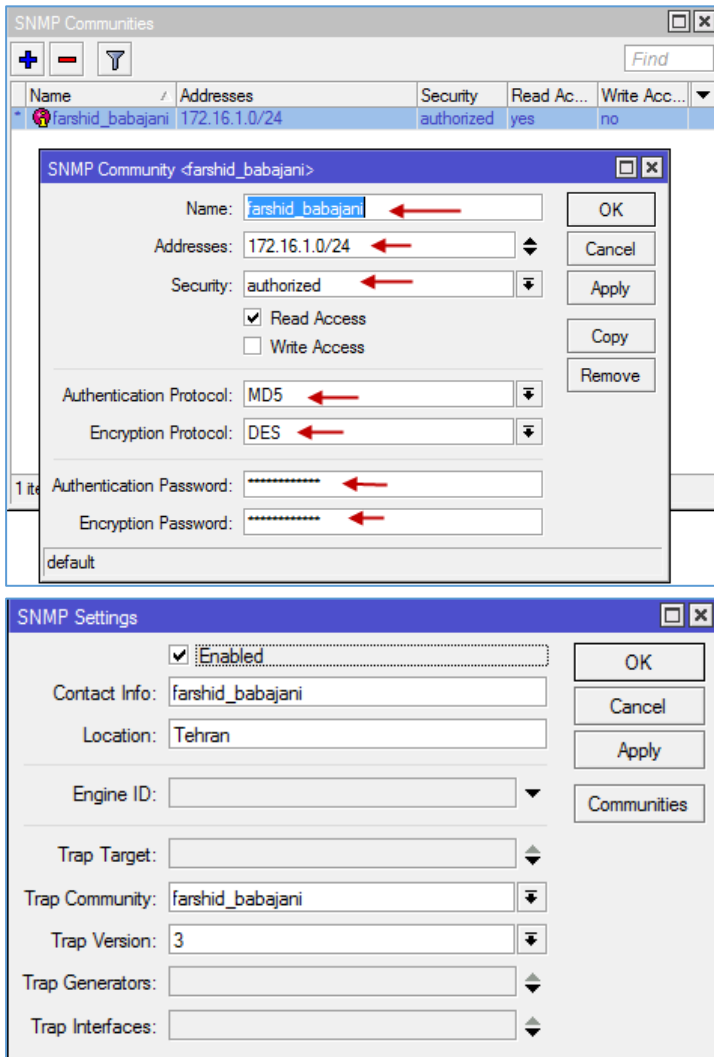 SNMP Communities
Find
Name Addresses Security Read Ac... Write Acc...
* farshid_babajani 172.16.1.0/24 authorized yes no
SNMP Community <farshid_babajani>
Name: farshid_babajani
OK
Addresses: 172.16.1.0/24
Cancel
Security: authorized
Apply
Read Access
Write Access
Copy
Remove
Authentication Protocol: MD5
Encryption Protocol: DES
1 ite
Authentication Password: ************
Encryption Password: ************
default
SNMP Settings
Enabled
OK
Contact Info: farshid_babajani
Cancel
Location: Tehran
Apply
Engine ID:
Communities
Trap Target:
Trap Community: farshid_babajani
Trap Version: 3
Trap Generators:
Trap Interfaces: